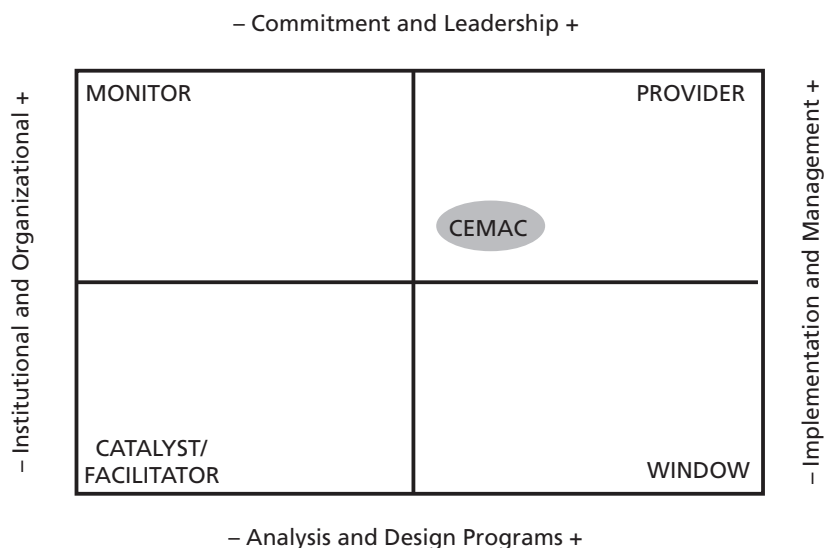 – Commitment and Leadership +
– Institutional and Organizational +
MONITOR
PROVIDER
– Implementation and Management +
CEMAC
CATALYST/
FACILITATOR
WINDOW
– Analysis and Design Programs +